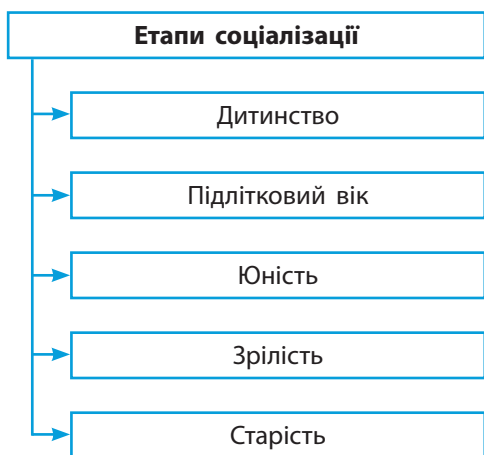 Етапи соціалізації
Дитинство
Підлітковий вік
Юність
Зрілість
Старість